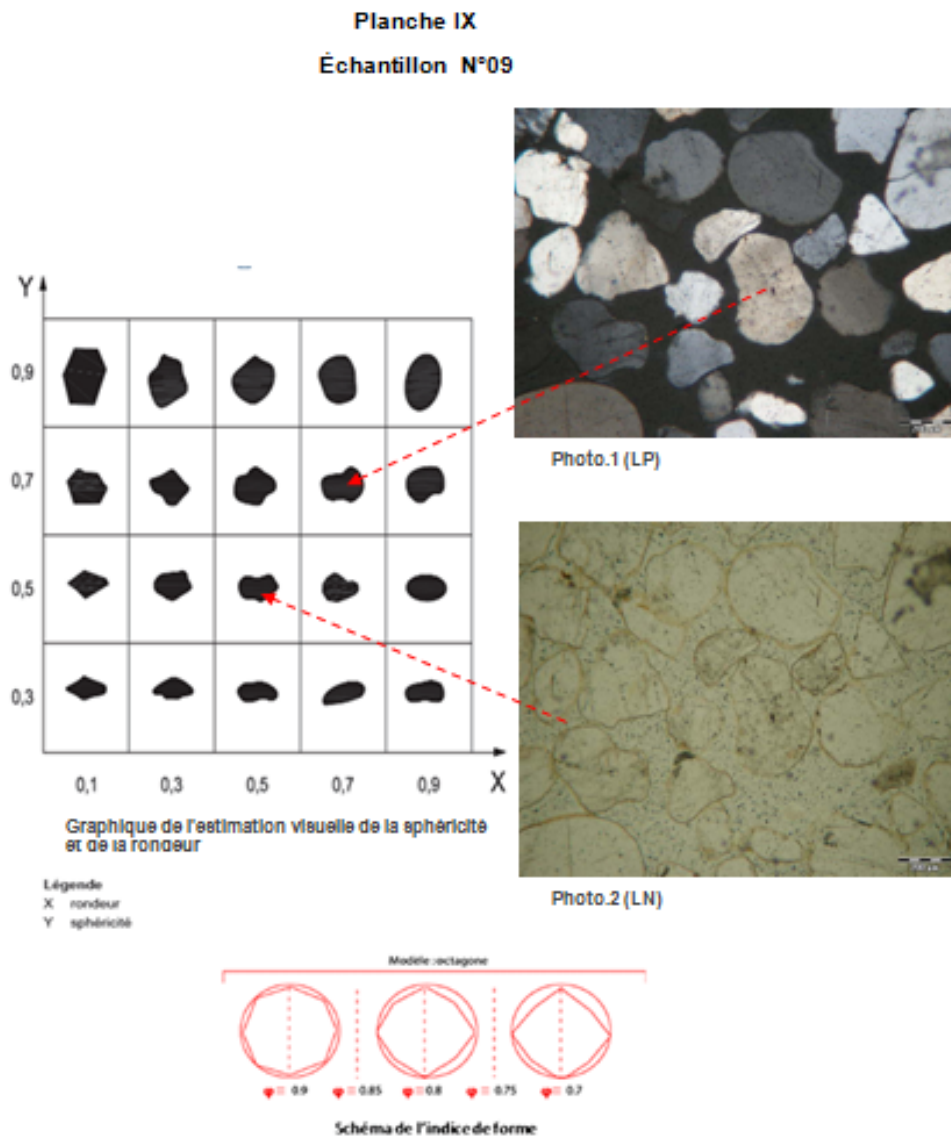 Planche IX
Échantillon N°09
Y
0,9
0,7
0,5
0,3
0,1 0,3 0,5 0,7 0,9 X
Graphique de l'estimation visuelle de la sphéricité
et de la rondeur
Légende
X rondeur
Y sphéricité
Photo.1 (LP)
Photo.2 (LN)
Modèle :octagone
= 0.9 = 0.85 = 0.8 = 0.75 = 0.7
Schéma de l'indice de forme